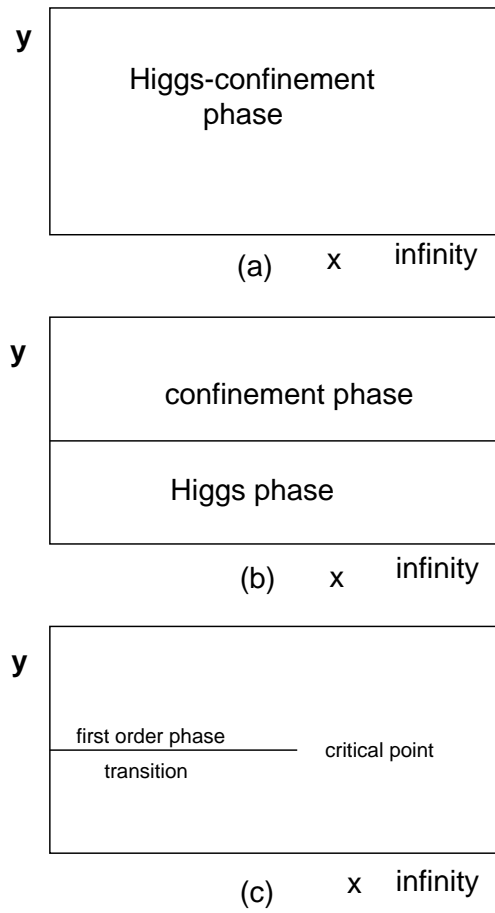 y
Higgs-confinement
phase
(a) x infinity
y
confinement phase
Higgs phase
(b) x infinity
y
first order phase
transition
critical point
(c) x infinity